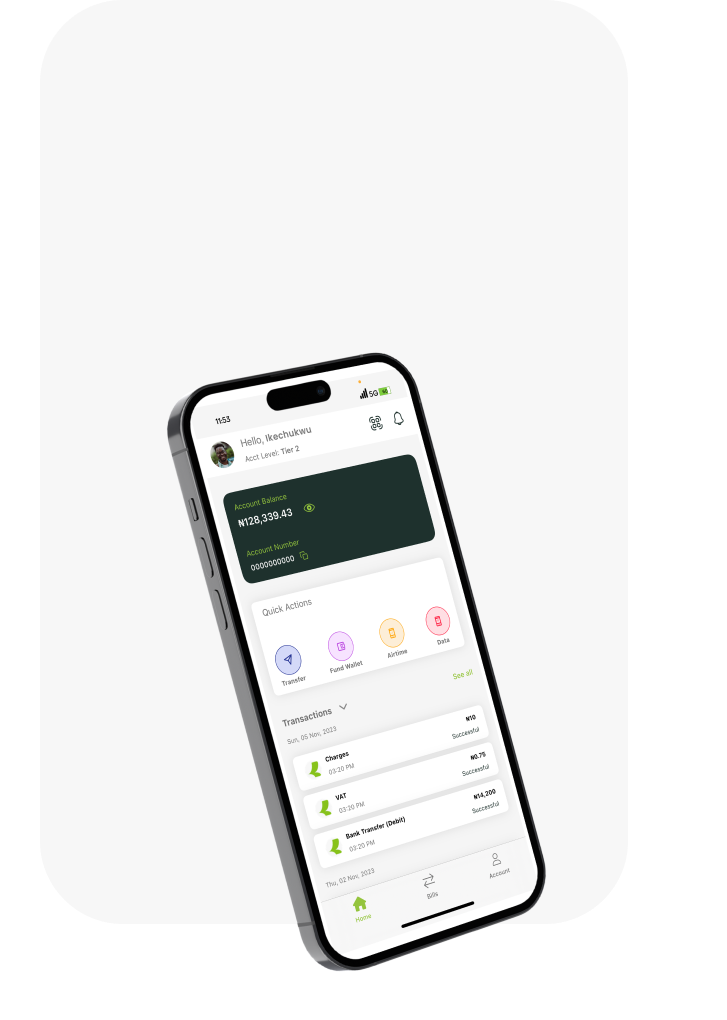 11:53
5G
Hello, Ikechukwu
Acct Level: Tier 2
Account Balance
₦128,339.43
Account Number
0000000000
Quick Actions
Transfer
Fund Wallet
Airtime
Data
Transactions
See all
Sun, 05 Nov, 2023
Charges
₦10
03:20 PM
Successful
VAT
₦0.75
03:20 PM
Successful
Bank Transfer (Debit)
₦14,200
03:20 PM
Successful
Thu, 02 Nov, 2023
Home
Bills
Account